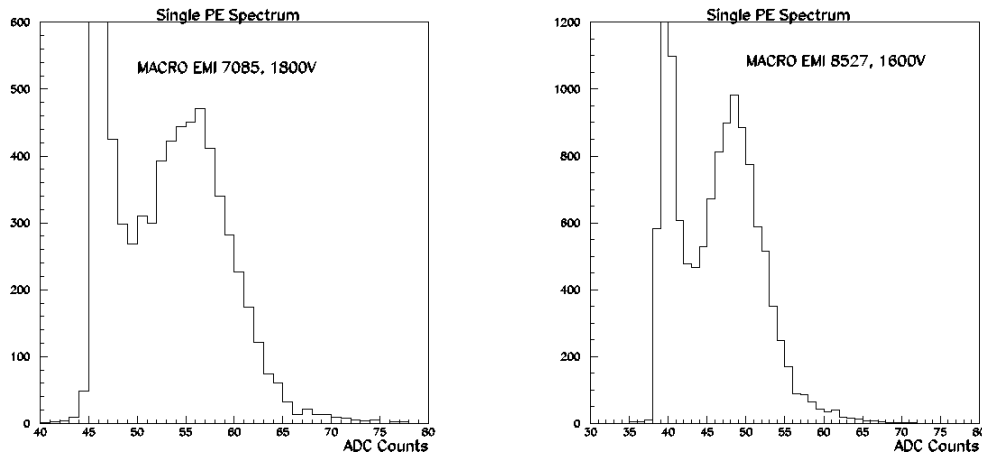 Single PE Spectrum
MACRO EMI 7085, 1800V
600
500
400
300
200
100
0
40 45 50 55 60 65 70 75 80
ADC Counts
Single PE Spectrum
MACRO EMI 8527, 1600V
1200
1000
800
600
400
200
0
30 35 40 45 50 55 60 65 70 75 80
ADC Counts